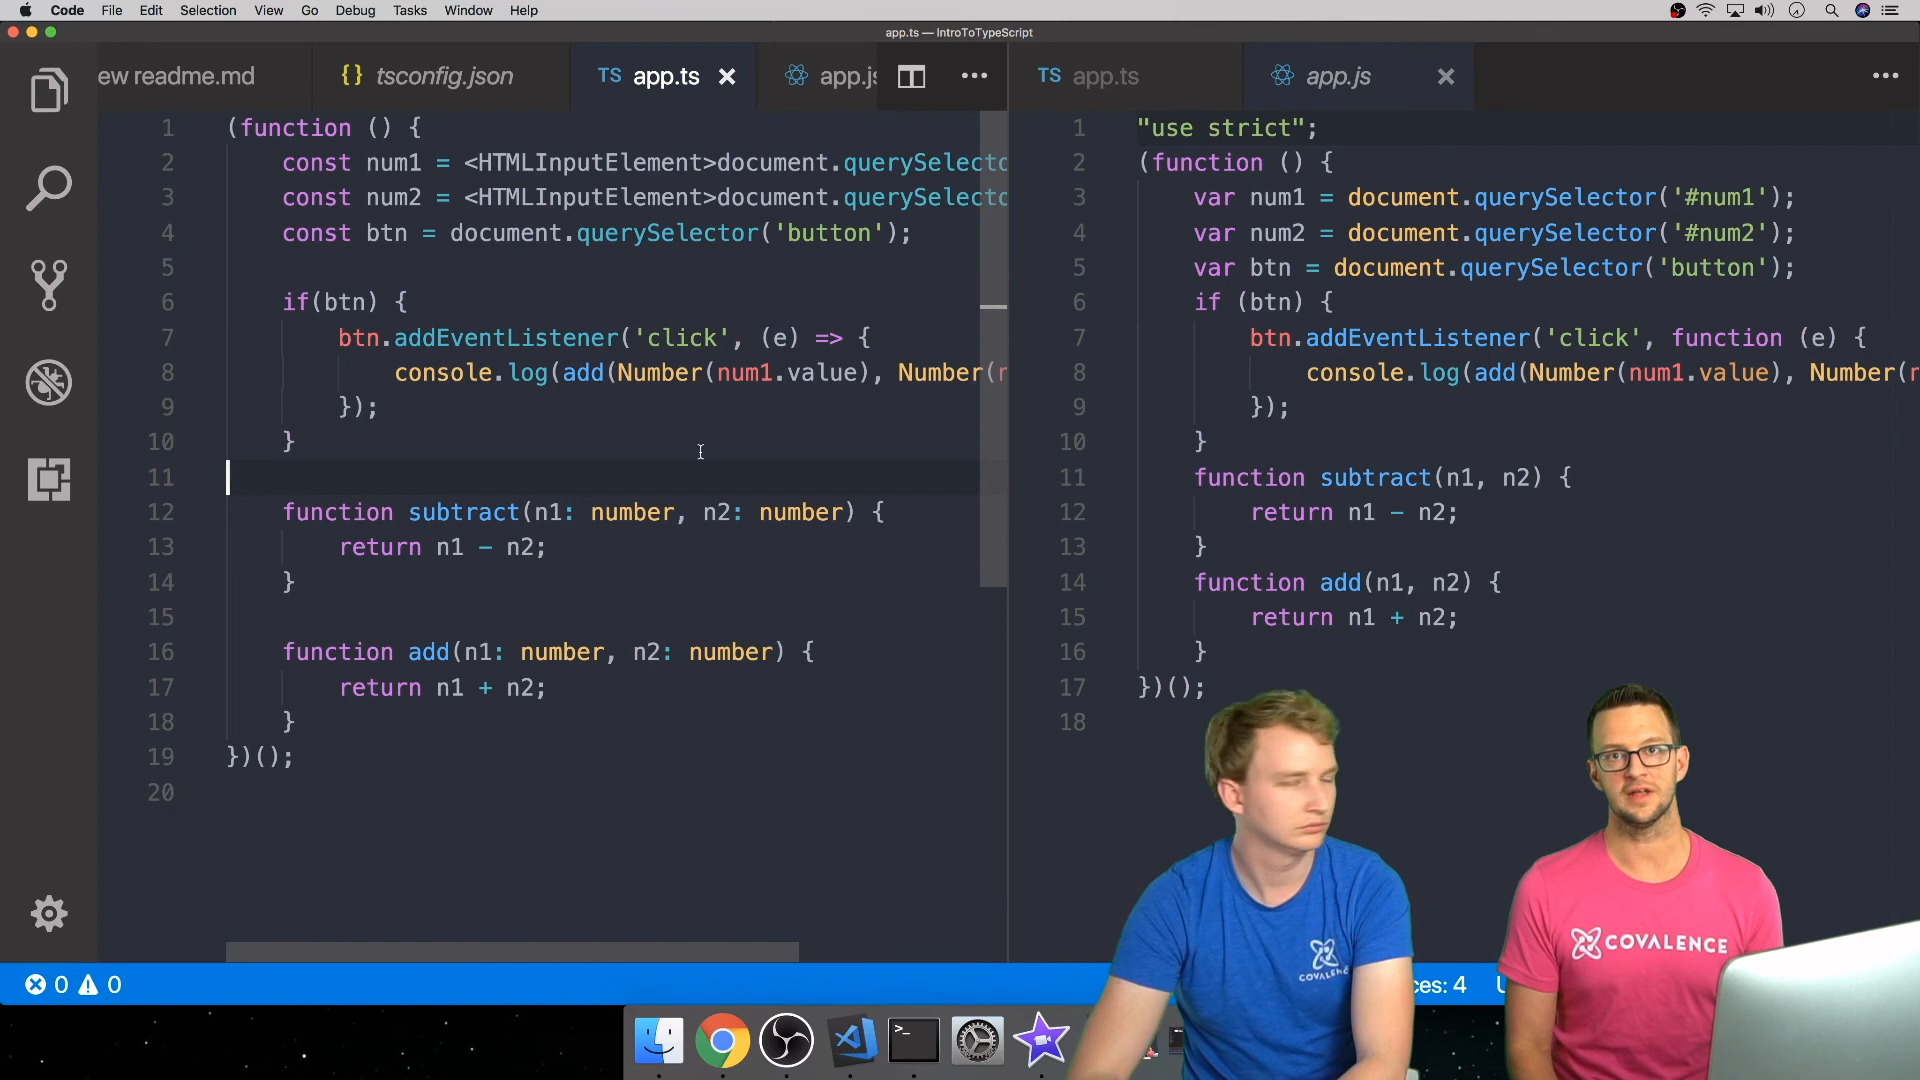 Code File Edit Selection View Go Debug Tasks Window Help
app.ts — IntroToTypeScript
ew readme.md {} tsconfig.json TS app.ts × app.js ••• TS app.ts app.js × •••
1 (function () {
2 const num1 = <HTMLInputElement>document.querySelecto
3 const num2 = <HTMLInputElement>document.querySelecto
4 const btn = document.querySelector('button');
5
6 if(btn) {
7 btn.addEventListener('click', (e) => {
8 console.log(add(Number(num1.value), Number(n
9 });
10 }
11
12 function subtract(n1: number, n2: number) {
13 return n1 - n2;
14 }
15
16 function add(n1: number, n2: number) {
17 return n1 + n2;
18 }
19 })();
20
1 "use strict";
2 (function () {
3 var num1 = document.querySelector('#num1');
4 var num2 = document.querySelector('#num2');
5 var btn = document.querySelector('button');
6 if (btn) {
7 btn.addEventListener('click', function (e) {
8 console.log(add(Number(num1.value), Number(n
9 });
10 }
11 function subtract(n1, n2) {
12 return n1 - n2;
13 }
14 function add(n1, n2) {
15 return n1 + n2;
16 }
17 })();
18
COVALENCE
COVALENCE
0 0 ces: 4 U
>_